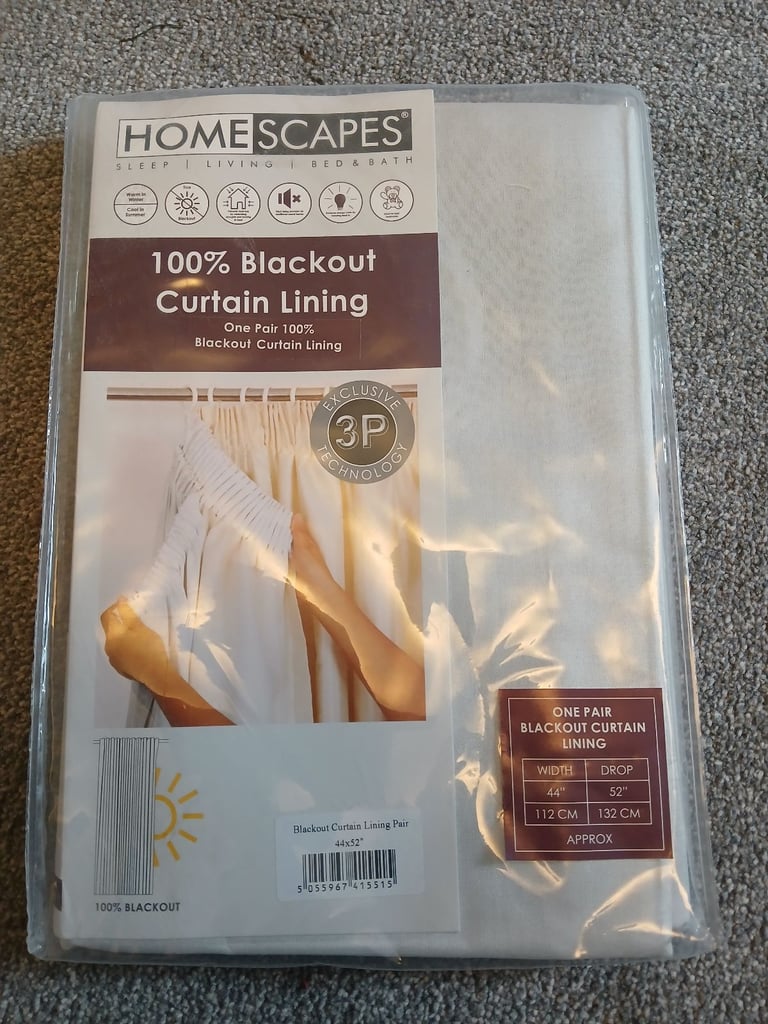 HOMESCAPES®
SLEEP | LIVING | BED & BATH
Warm in
Winter
Cool in
Summer
Blackout
100% Blackout
Curtain Lining
One Pair 100%
Blackout Curtain Lining
EXCLUSIVE
3P
TECHNOLOGY
ONE PAIR
BLACKOUT CURTAIN
LINING
WIDTH DROP
44" 52"
112 CM 132 CM
APPROX
Blackout Curtain Lining Pair
44x52"
5 055967 415515
100% BLACKOUT